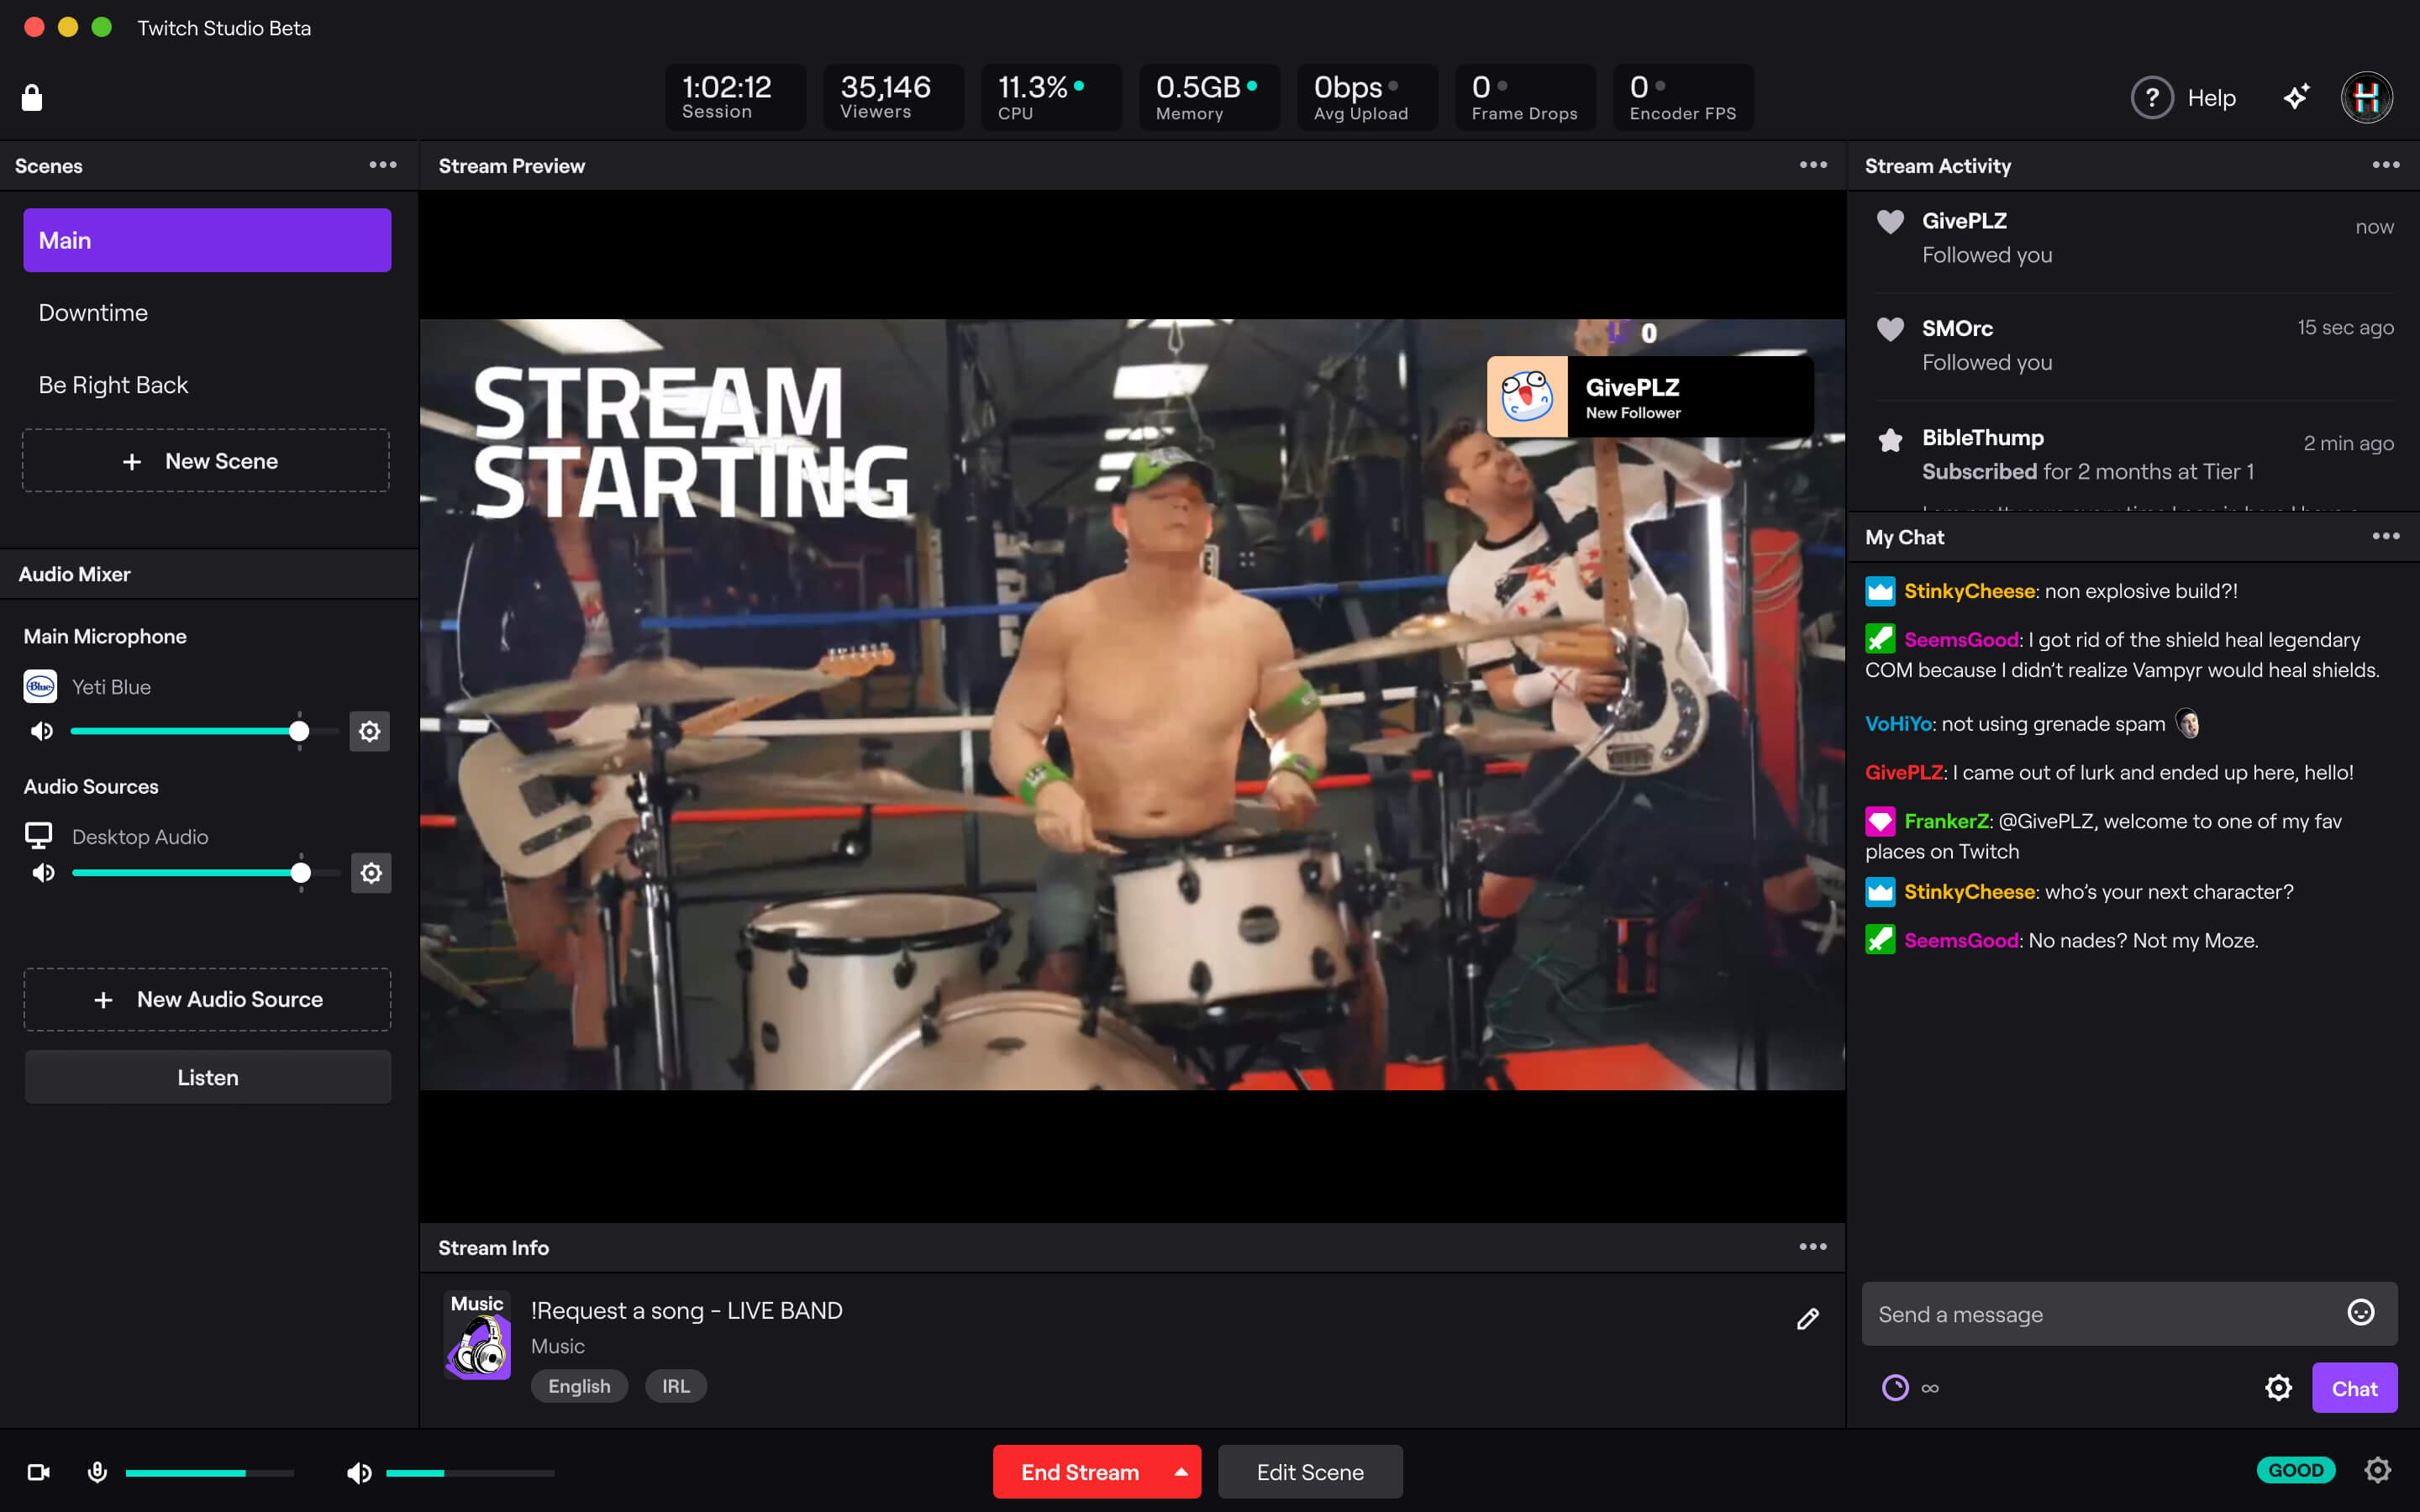 Twitch Studio Beta
1:02:12
Session
35,146
Viewers
11.3%
CPU
0.5GB
Memory
0bps
Avg Upload
0
Frame Drops
0
Encoder FPS
? Help
H
Scenes
Main
Downtime
Be Right Back
+ New Scene
Audio Mixer
Main Microphone
Blue
Yeti Blue
Audio Sources
Desktop Audio
+ New Audio Source
Listen
Stream Preview
0
STREAM
STARTING
GivePLZ
New Follower
Stream Info
Music
!Request a song - LIVE BAND
Music
English
IRL
Stream Activity
GivePLZ
now
Followed you
SMOrc
15 sec ago
Followed you
BibleThump
2 min ago
Subscribed for 2 months at Tier 1
My Chat
StinkyCheese: non explosive build?!
SeemsGood: I got rid of the shield heal legendary
COM because I didn't realize Vampyr would heal shields.
VoHiYo: not using grenade spam
GivePLZ: I came out of lurk and ended up here, hello!
FrankerZ: @GivePLZ, welcome to one of my fav
places on Twitch
StinkyCheese: who's your next character?
SeemsGood: No nades? Not my Moze.
Send a message
∞
Chat
End Stream
Edit Scene
GOOD